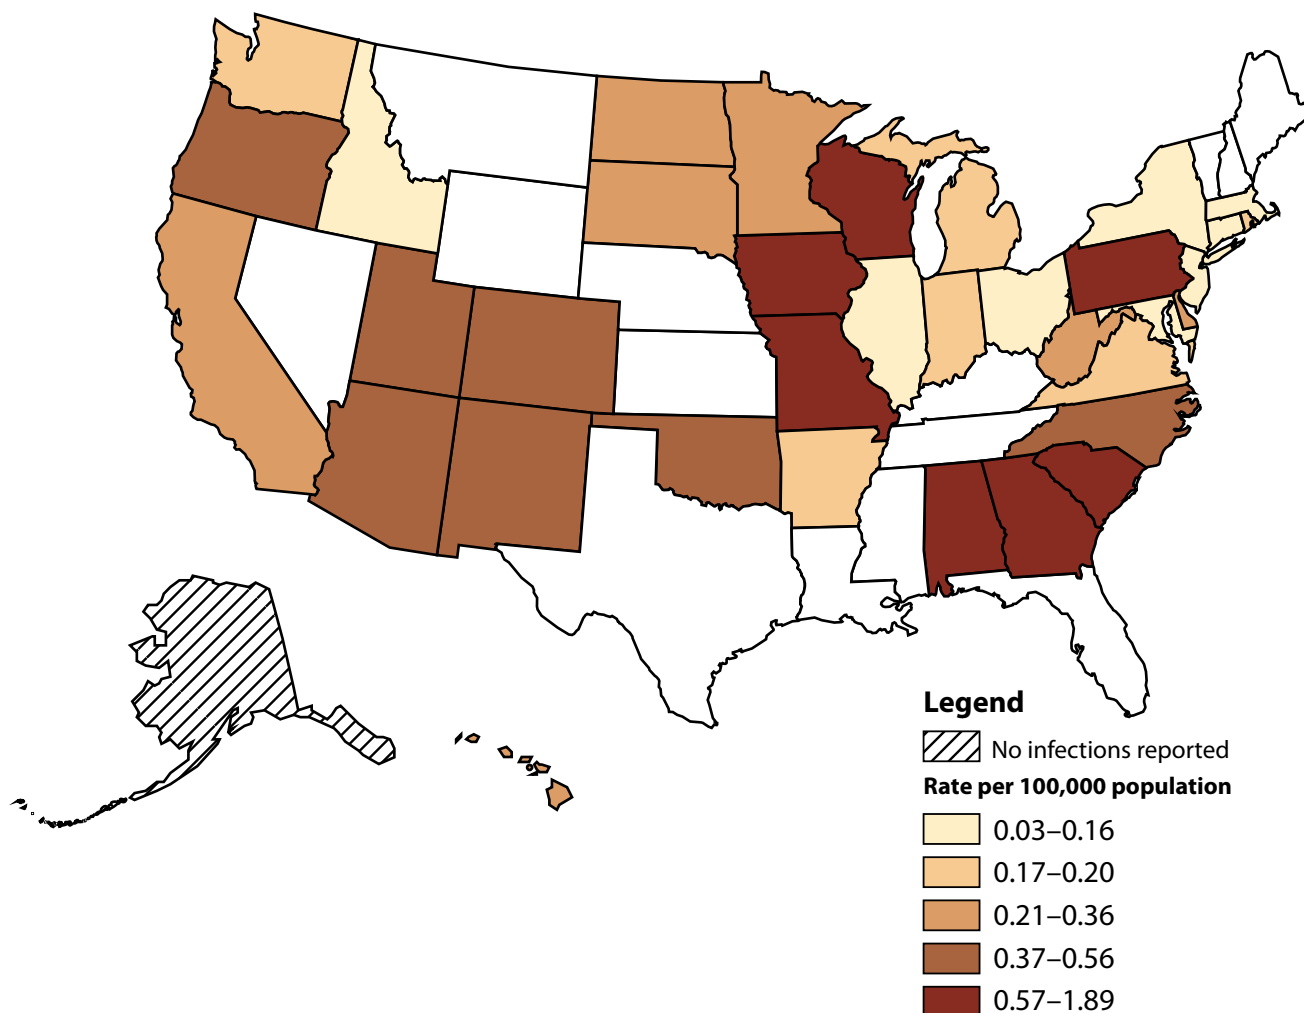 Legend
No infections reported
Rate per 100,000 population
0.03–0.16
0.17–0.20
0.21–0.36
0.37–0.56
0.57–1.89